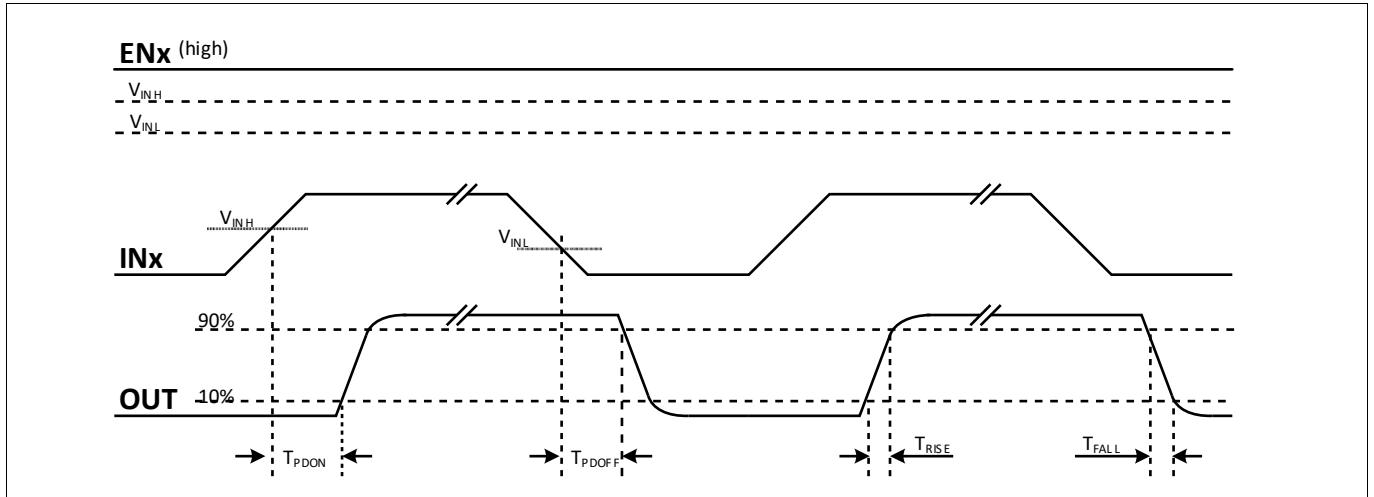 ENx (high)
VINH
VINL
VINH
VINL
INx
90%
OUT 10%
TPDON TPDOFF TRISE TFALL